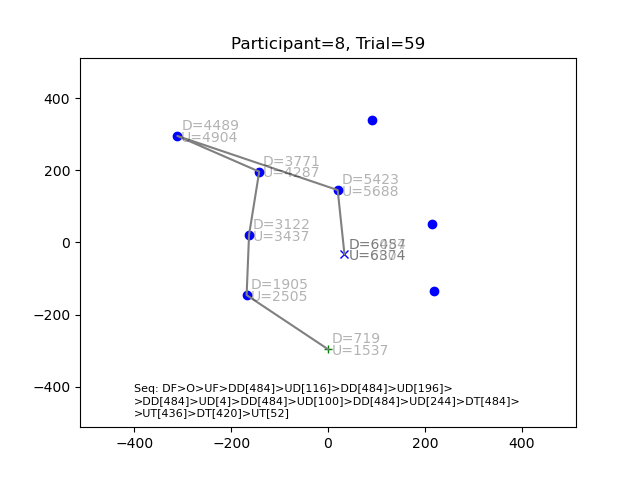 Participant=8, Trial=59
400
200
0
−200
−400
−400
−200
0
200
400
D=4489
U=4904
D=3771
U=4287
D=5423
U=5688
D=3122
U=3437
U=6374
D=1905
U=2505
D=719
U=1537
Seq: DF>O>UF>DD[484]>UD[116]>DD[484]>UD[196]>
>DD[484]>UD[4]>DD[484]>UD[100]>DD[484]>UD[244]>DT[484]>
>UT[436]>DT[420]>UT[52]